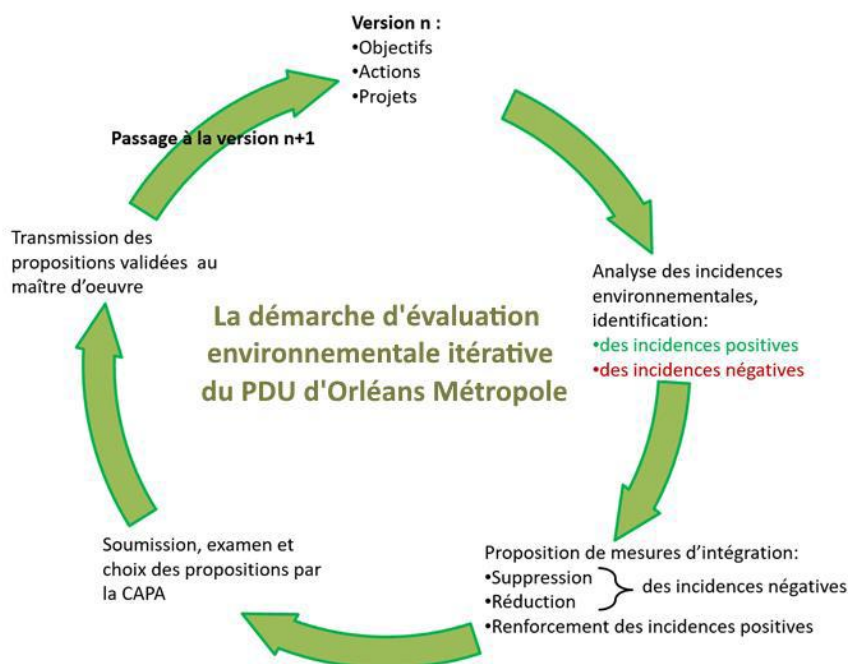 Version n :
•Objectifs
•Actions
•Projets
Analyse des incidences
environnementales,
identification:
•des incidences positives
•des incidences négatives
Proposition de mesures d’intégration:
•Suppression
•Réduction
des incidences négatives
•Renforcement des incidences positives
Soumission, examen et
choix des propositions par
la CAPA
Transmission des
propositions validées au
maître d’oeuvre
Passage à la version n+1
La démarche d'évaluation
environnementale itérative
du PDU d'Orléans Métropole